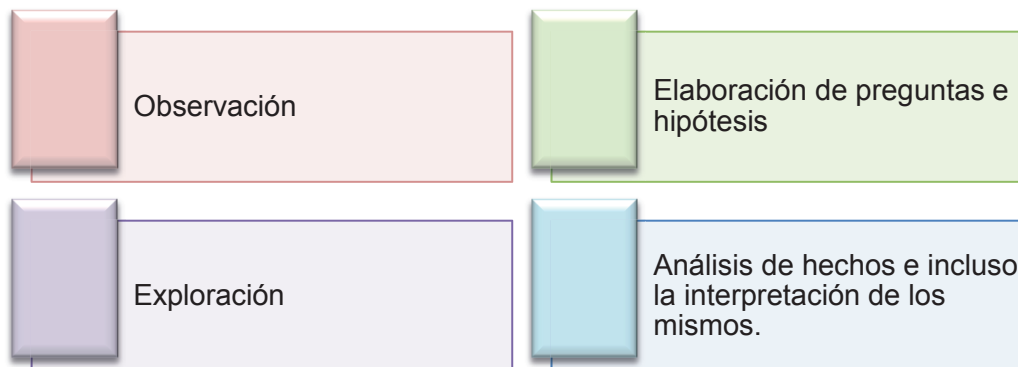 Observación
Elaboración de preguntas e
hipótesis
Exploración
Análisis de hechos e incluso
la interpretación de los
mismos.